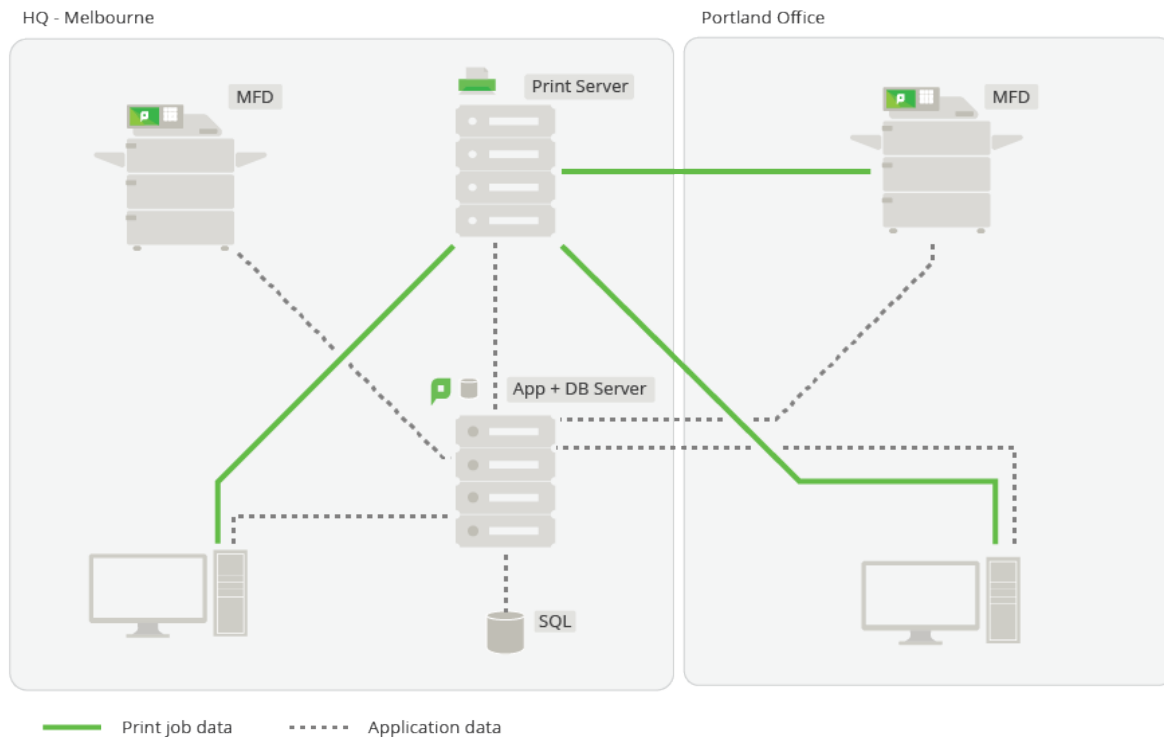 HQ - Melbourne
Portland Office
MFD
Print Server
MFD
App + DB Server
SQL
Print job data
Application data